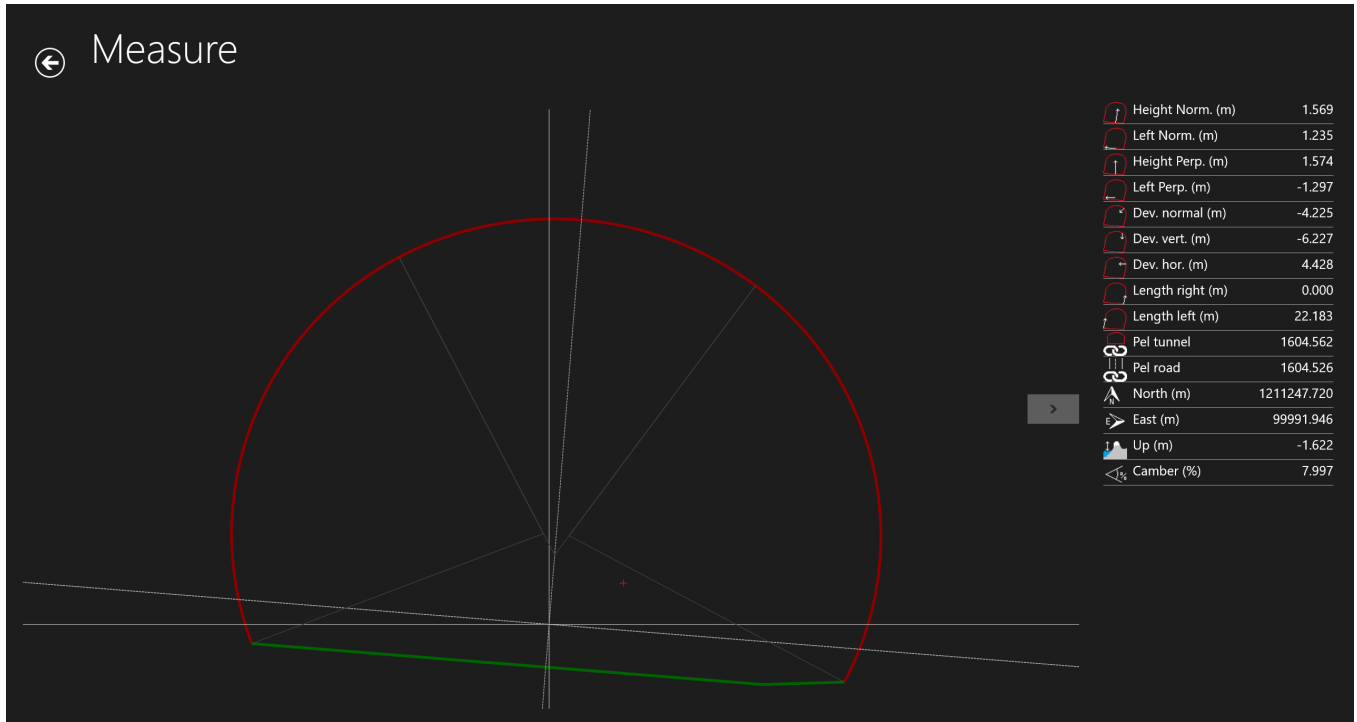 Measure
Height Norm. (m) 1.569
Left Norm. (m) 1.235
Height Perp. (m) 1.574
Left Perp. (m) -1.297
Dev. normal (m) -4.225
Dev. vert. (m) -6.227
Dev. hor. (m) 4.428
Length right (m) 0.000
Length left (m) 22.183
Pel tunnel 1604.562
Pel road 1604.526
N North (m) 1211247.720
E East (m) 99991.946
Up (m) -1.622
% Camber (%) 7.997